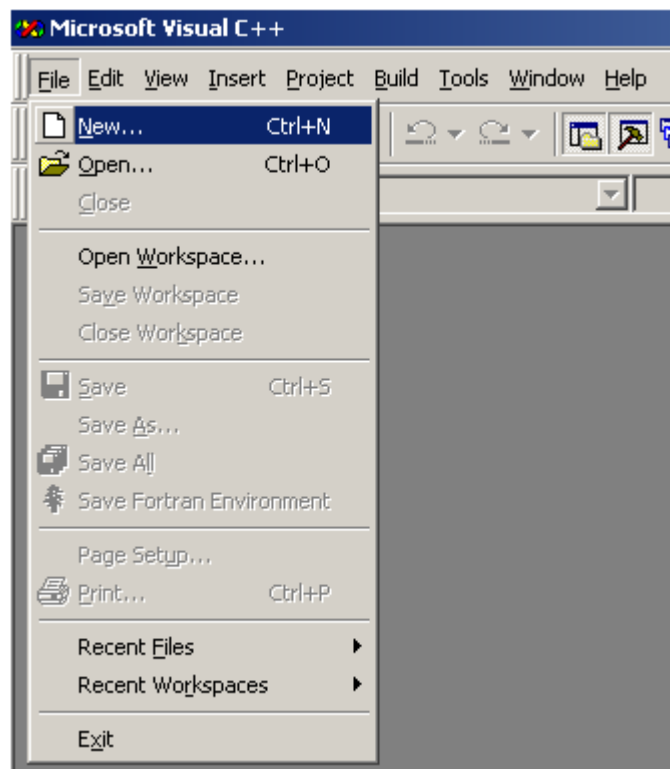 Microsoft Visual C++
File Edit View Insert Project Build Tools Window Help
New... Ctrl+N
Open... Ctrl+O
Close
Open Workspace...
Save Workspace
Close Workspace
Save Ctrl+S
Save As...
Save All
Save Fortran Environment
Page Setup...
Print... Ctrl+P
Recent Files
Recent Workspaces
Exit